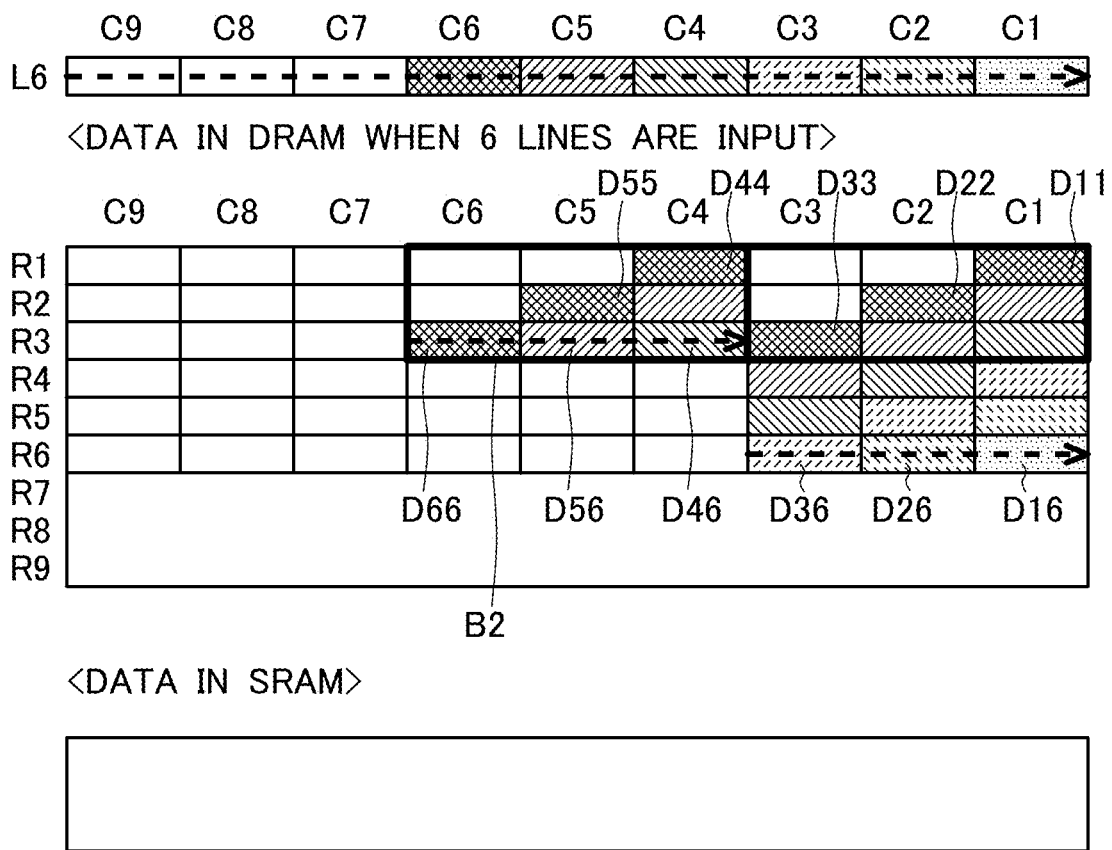 C9 C8 C7 C6 C5 C4 C3 C2 C1
L6
<DATA IN DRAM WHEN 6 LINES ARE INPUT>
D55 D44 D33 D22 D11
C9 C8 C7 C6 C5 C4 C3 C2 C1
R1
R2
R3
R4
R5
R6
R7 D66 D56 D46 D36 D26 D16
R8
R9
B2
<DATA IN SRAM>